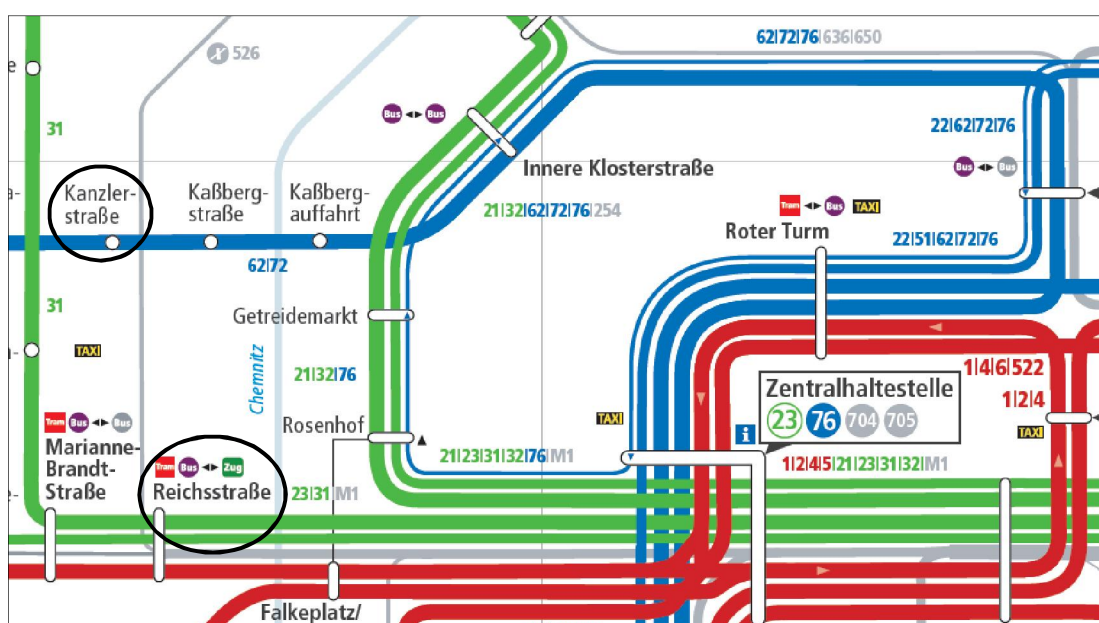 62|72|76|636|650
526
e
31
Bus Bus
22|62|72|76
Innere Klosterstraße
Bus Bus
a-
Kanzler-
straße
Kaßberg-
straße
Kaßberg-
auffahrt
21|32|62|72|76|254
Tram Bus TAXI
Roter Turm
22|51|62|72|76
62|72
31
Getreidemarkt
TAXI
Chemnitz
21|32|76
1|4|6|522
Zentralhaltestelle
23 76 704 705
1|2|4
TAXI
TAXI
Rosenhof
i
Tram Bus Bus
Marianne-
Brandt-
Straße
21|23|31|32|76|M1
1|2|4|5|21|23|31|32|M1
Tram Bus Zug
Reichsstraße
23|31|M1
e-
Falkeplatz/